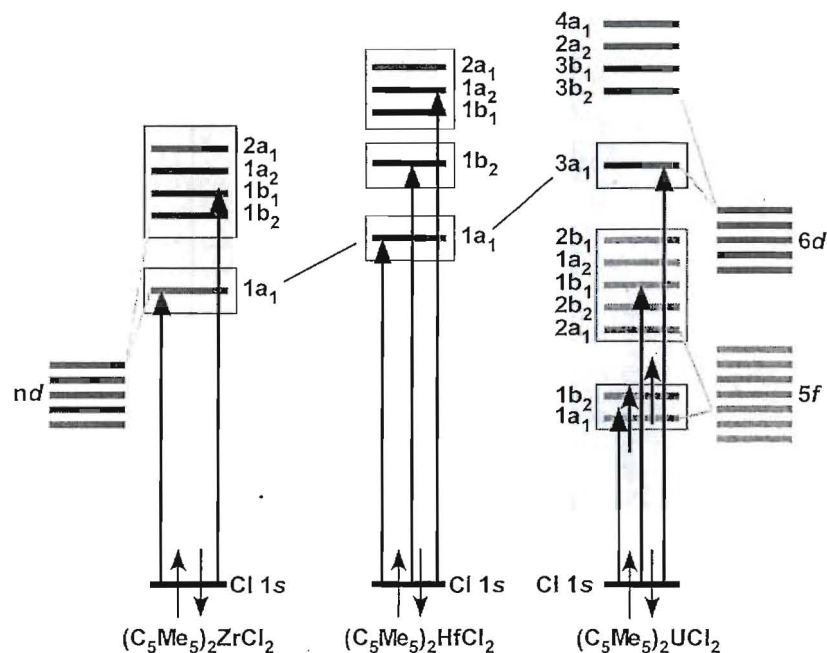 4a₁
2a₂
3b₁
3b₂
3a₁
2b₁
1a₂
1b₁
2b₂
2a₁
1b₂
1a₁
6d
5f
2a₁
1a₂
1b₁
1b₂
1a₁
2a₁
1a₂
1b₁
1b₂
1a₁
nd
Cl 1s
Cl 1s
Cl 1s
(C₅Me₅)₂ZrCl₂
(C₅Me₅)₂HfCl₂
(C₅Me₅)₂UCl₂